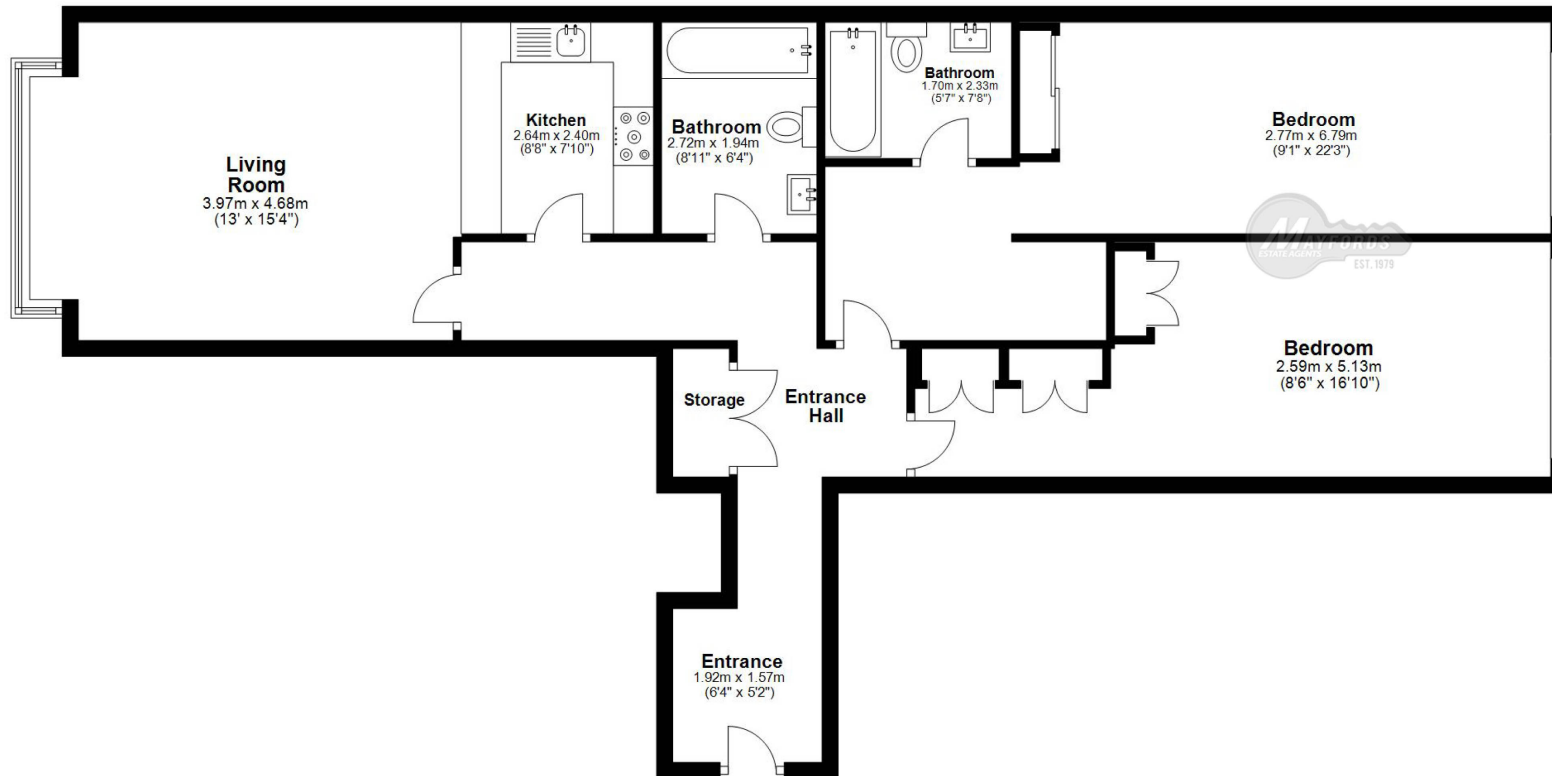 Living
Room
3.97m x 4.68m
(13' x 15'4")
Kitchen
2.64m x 2.40m
(8'8" x 7'10")
Bathroom
2.72m x 1.94m
(8'11" x 6'4")
Bathroom
1.70m x 2.33m
(5'7" x 7'8")
Bedroom
2.77m x 6.79m
(9'1" x 22'3")
MAYFORDS
ESTATE AGENTS
EST. 1979
Bedroom
2.59m x 5.13m
(8'6" x 16'10")
Storage
Entrance
Hall
Entrance
1.92m x 1.57m
(6'4" x 5'2")